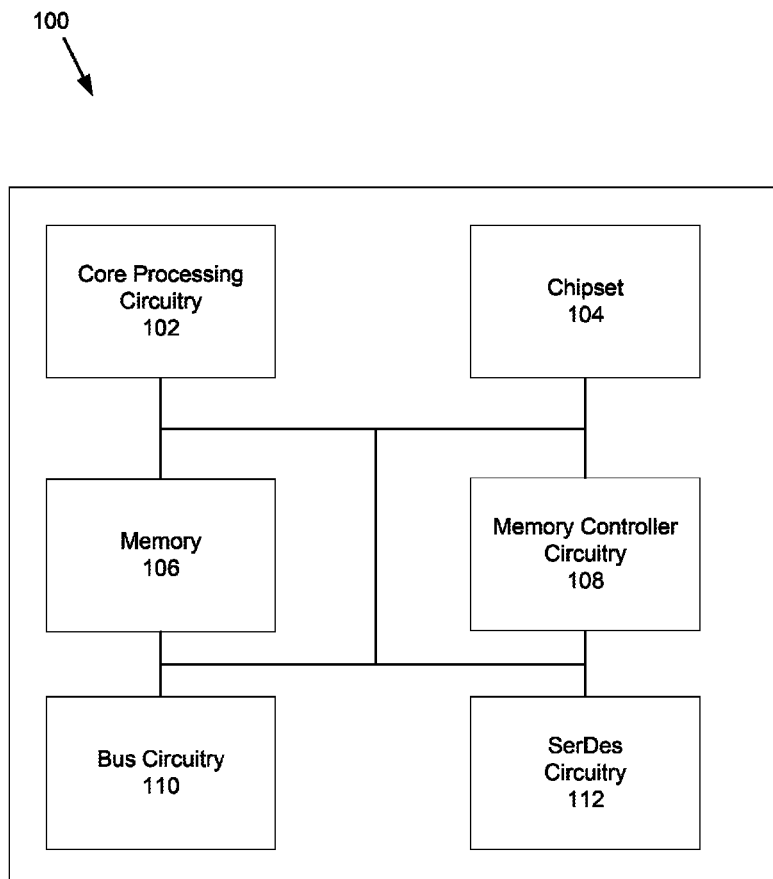 100
Core Processing
Circuitry
102
Chipset
104
Memory
106
Memory Controller
Circuitry
108
Bus Circuitry
110
SerDes
Circuitry
112